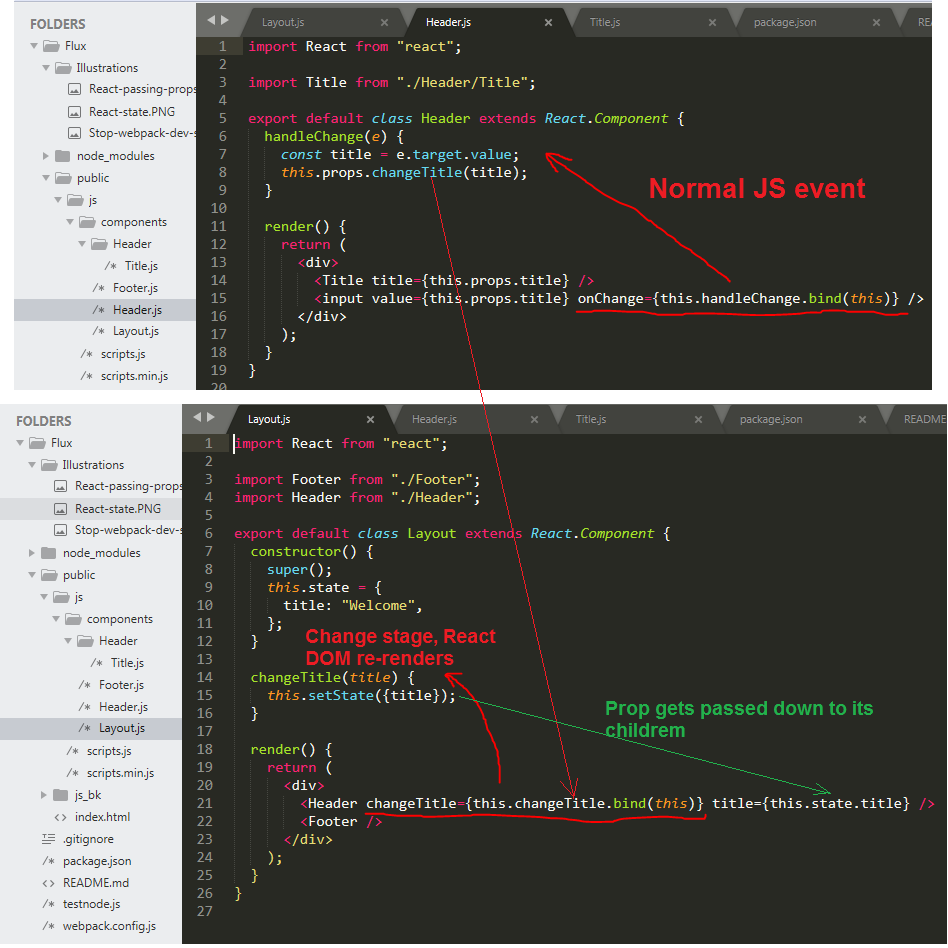 FOLDERS
Flux
Illustrations
React-passing-props
React-state.PNG
Stop-webpack-dev-s
node_modules
public
js
components
Header
/* Title.js
/* Footer.js
/* Header.js
/* Layout.js
/* scripts.js
/* scripts.min.js
Layout.js × Header.js × Title.js × package.json × RE
1 import React from "react";
2
3 import Title from "./Header/Title";
4
5 export default class Header extends React.Component {
6 handleChange(e) {
7 const title = e.target.value;
8 this.props.changeTitle(title);
9 }
10
11 render() {
12 return (
13 <div>
14 <Title title={this.props.title} />
15 <input value={this.props.title} onChange={this.handleChange.bind(this)} />
16 </div>
17 );
18 }
19 }
20
Normal JS event
FOLDERS
Flux
Illustrations
React-passing-props
React-state.PNG
Stop-webpack-dev-s
node_modules
public
js
components
Header
/* Title.js
/* Footer.js
/* Header.js
/* Layout.js
/* scripts.js
/* scripts.min.js
js_bk
<> index.html
.gitignore
/* package.json
<> README.md
/* testnode.js
/* webpack.config.js
Layout.js × Header.js × Title.js × package.json × README
1 import React from "react";
2
3 import Footer from "./Footer";
4 import Header from "./Header";
5
6 export default class Layout extends React.Component {
7 constructor() {
8 super();
9 this.state = {
10 title: "Welcome",
11 };
12 }
13
14 changeTitle(title) {
15 this.setState({title});
16 }
17
18 render() {
19 return (
20 <div>
21 <Header changeTitle={this.changeTitle.bind(this)} title={this.state.title} />
22 <Footer />
23 </div>
24 );
25 }
26 }
27
Change stage, React
DOM re-renders
Prop gets passed down to its
childrem